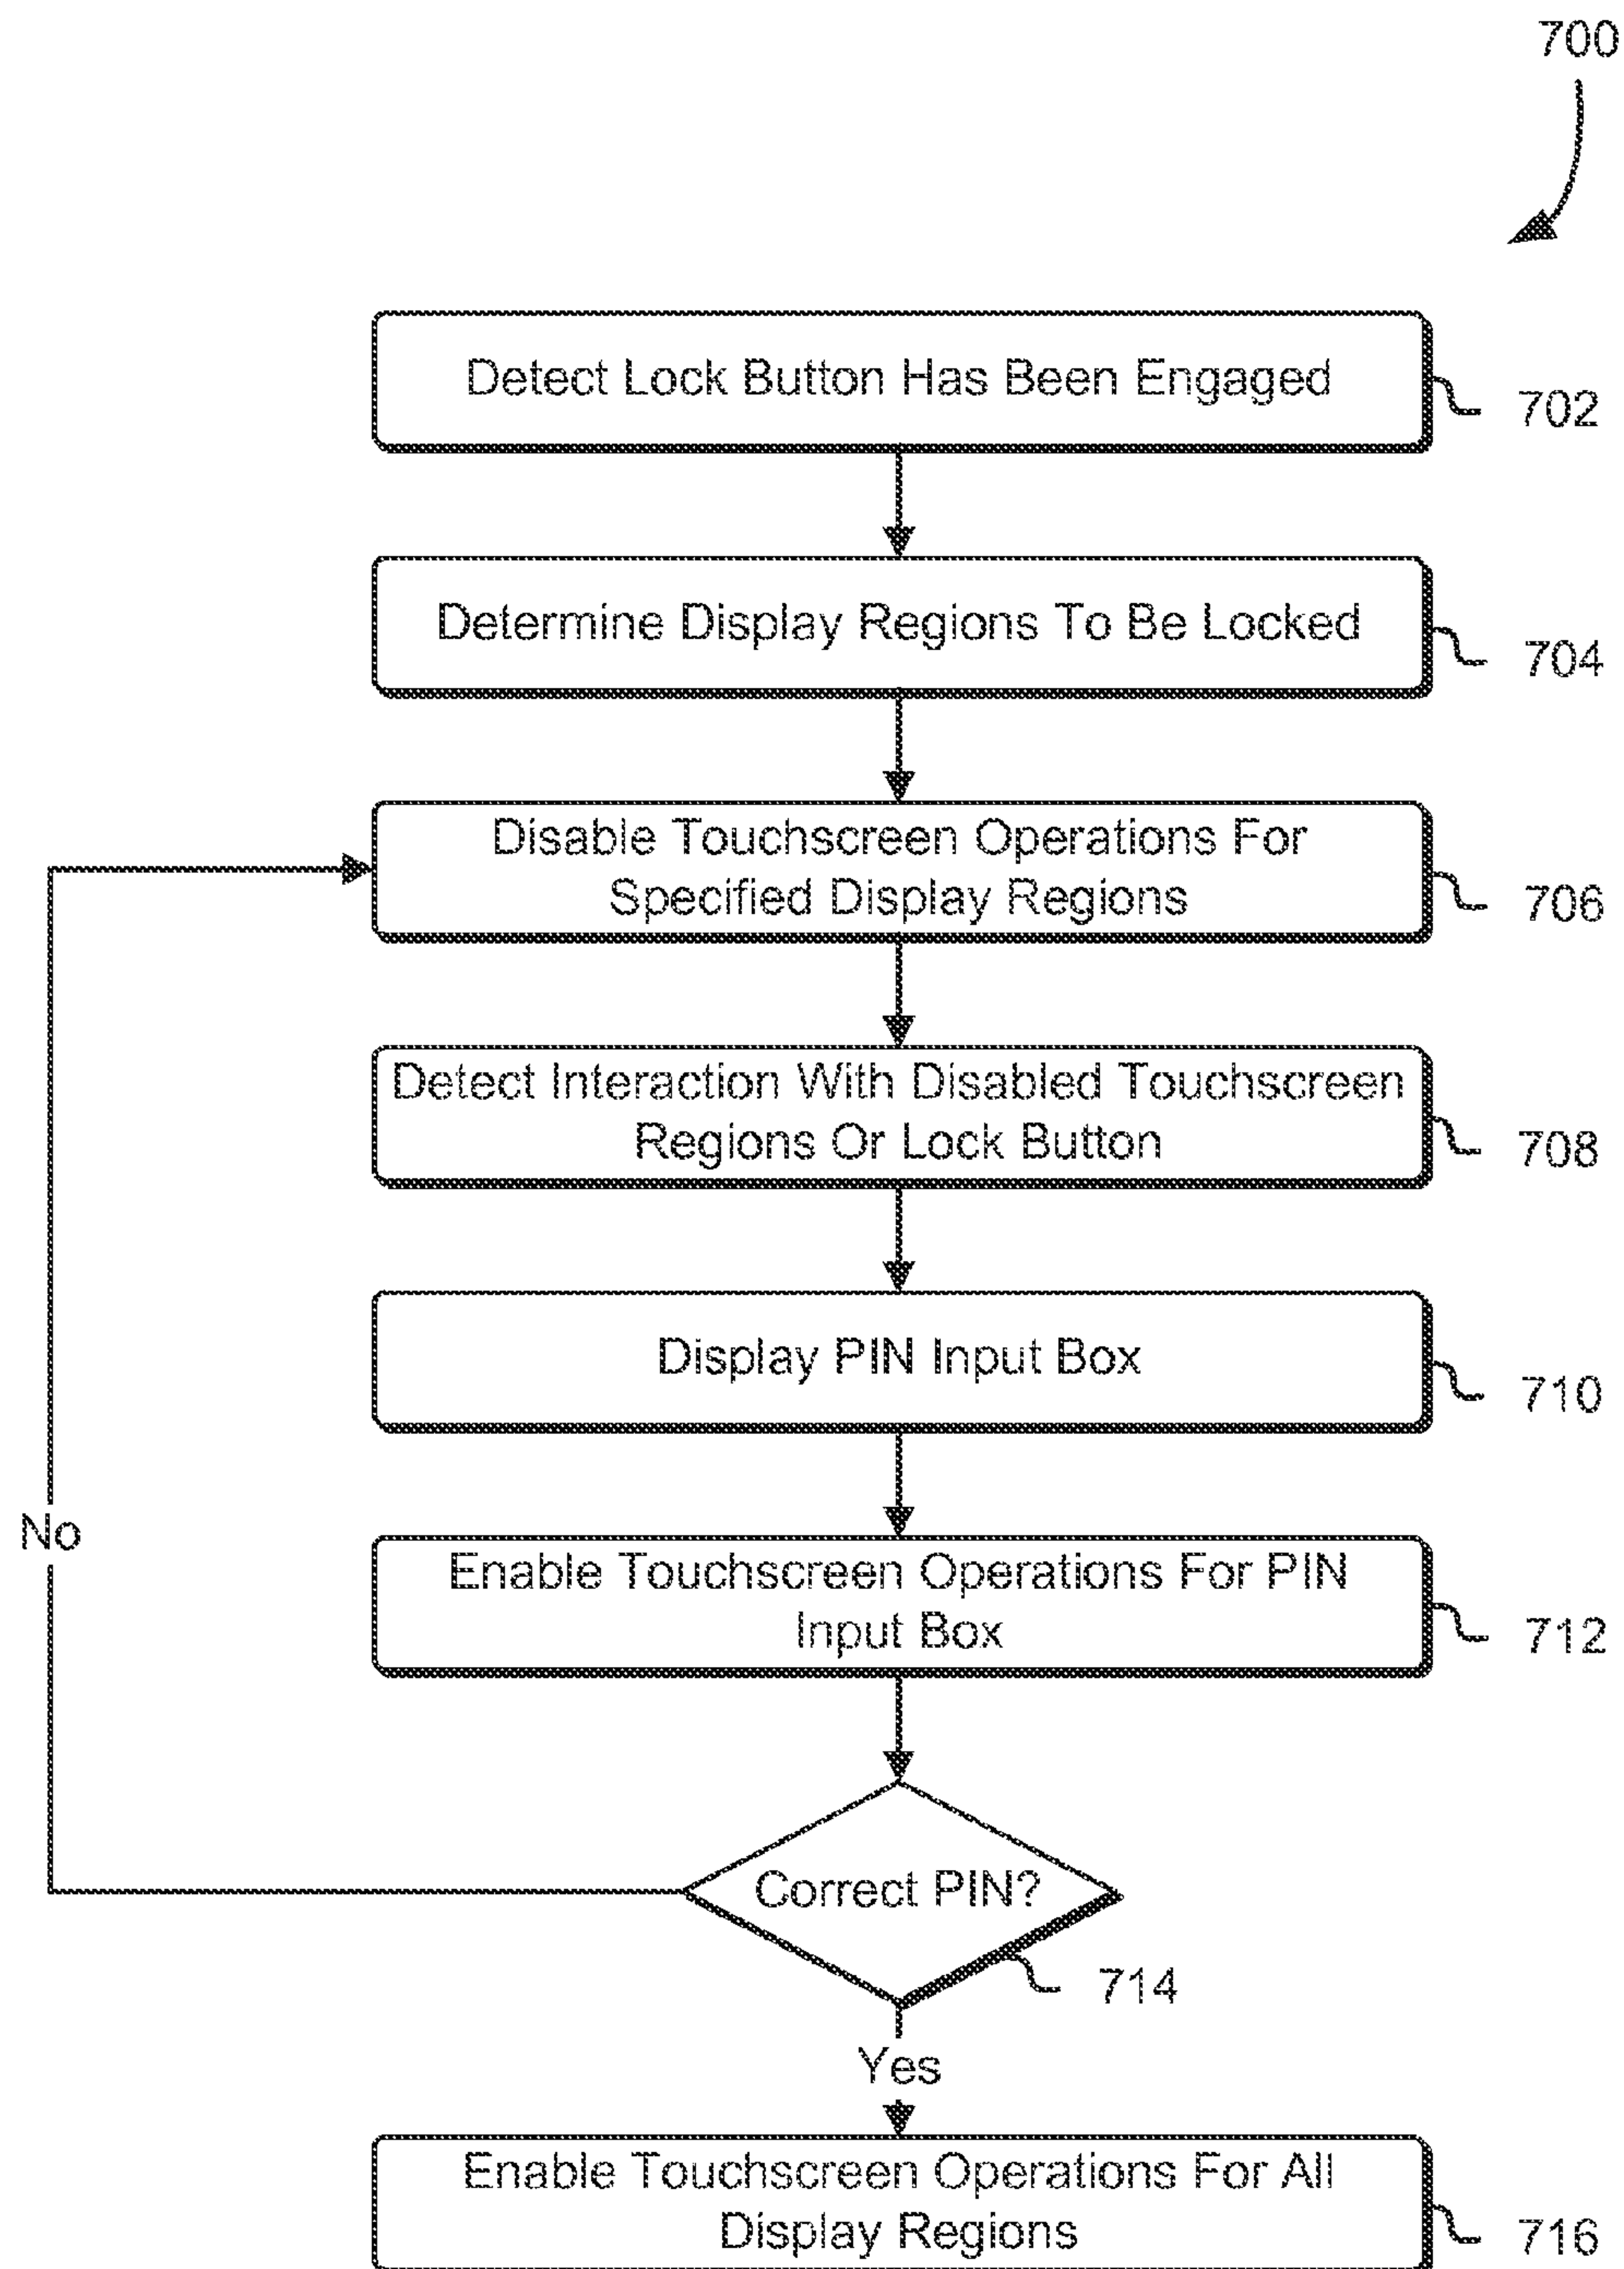 700
Detect Lock Button Has Been Engaged
702
Determine Display Regions To Be Locked
704
Disable Touchscreen Operations For
Specified Display Regions
706
Detect Interaction With Disabled Touchscreen
Regions Or Lock Button
708
Display PIN Input Box
710
No
Enable Touchscreen Operations For PIN
Input Box
712
Correct PIN?
714
Yes
Enable Touchscreen Operations For All
Display Regions
716